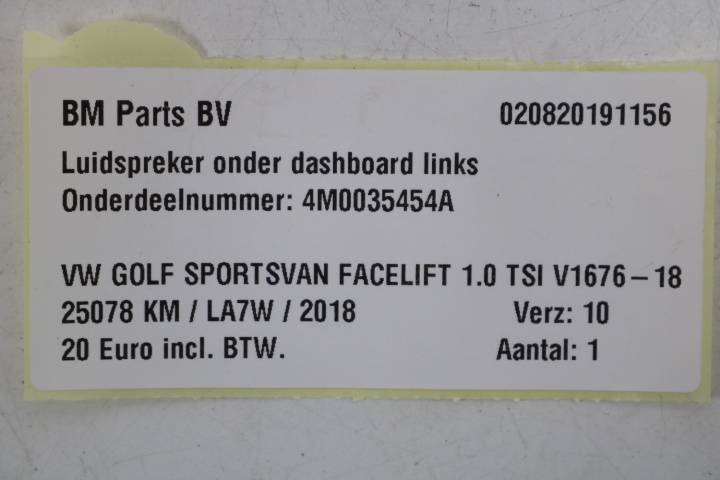 BM Parts BV 020820191156
Luidspreker onder dashboard links
Onderdeelnummer: 4M0035454A
VW GOLF SPORTSVAN FACELIFT 1.0 TSI V1676-18
25078 KM / LA7W / 2018 Verz: 10
20 Euro incl. BTW. Aantal: 1